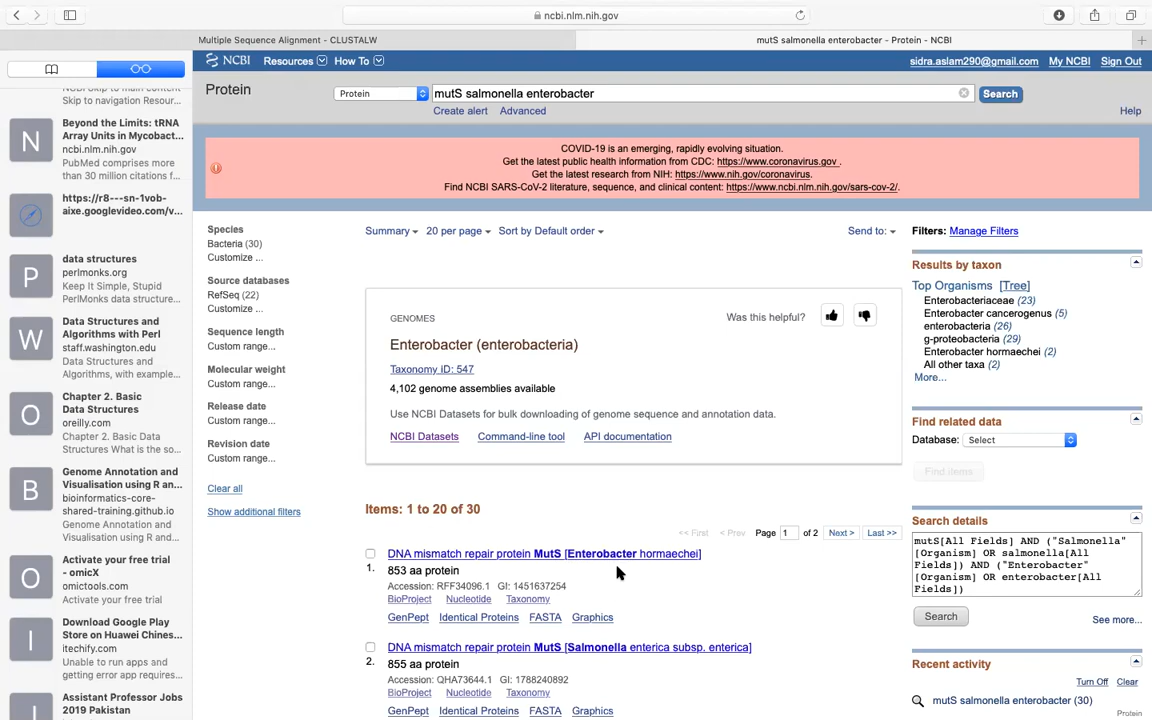 ncbi.nlm.nih.gov
Multiple Sequence Alignment - CLUSTALW
mutS salmonella enterobacter - Protein - NCBI
NCBI Skip to main content
Skip to navigation Resour...
N
Beyond the Limits: tRNA
Array Units in Mycobact...
ncbi.nlm.nih.gov
PubMed comprises more
than 30 million citations f...
https://r8---sn-1vob-
aixe.googlevideo.com/v...
P
data structures
perlmonks.org
Keep It Simple, Stupid
PerlMonks data structure...
W
Data Structures and
Algorithms with Perl
staff.washington.edu
Data Structures and
Algorithms, with example...
O
Chapter 2. Basic
Data Structures
oreilly.com
Chapter 2. Basic Data
Structures What is the so...
B
Genome Annotation and
Visualisation using R an...
bioinformatics-core-
shared-training.github.io
Genome Annotation and
Visualisation using R and...
O
Activate your free trial
- omicX
omictools.com
Activate your free trial
I
Download Google Play
Store on Huawei Chines...
itechify.com
Unable to run apps and
getting error app requires...
Assistant Professor Jobs
2019 Pakistan
NCBI Resources How To
sidra.aslam290@gmail.com My NCBI Sign Out
Protein
Protein
mutS salmonella enterobacter
Search
Create alert Advanced
Help
COVID-19 is an emerging, rapidly evolving situation.
Get the latest public health information from CDC: https://www.coronavirus.gov .
Get the latest research from NIH: https://www.nih.gov/coronavirus.
Find NCBI SARS-CoV-2 literature, sequence, and clinical content: https://www.ncbi.nlm.nih.gov/sars-cov-2/.
Species
Bacteria (30)
Customize ...
Source databases
RefSeq (22)
Customize ...
Sequence length
Custom range...
Molecular weight
Custom range...
Release date
Custom range...
Revision date
Custom range...
Clear all
Show additional filters
Summary 20 per page Sort by Default order
Send to:
GENOMES
Was this helpful?
Enterobacter (enterobacteria)
Taxonomy ID: 547
4,102 genome assemblies available
Use NCBI Datasets for bulk downloading of genome sequence and annotation data.
NCBI Datasets Command-line tool API documentation
Items: 1 to 20 of 30
<< First < Prev Page 1 of 2 Next > Last >>
DNA mismatch repair protein MutS [Enterobacter hormaechei]
1. 853 aa protein
Accession: RFF34096.1 GI: 1451637254
BioProject Nucleotide Taxonomy
GenPept Identical Proteins FASTA Graphics
DNA mismatch repair protein MutS [Salmonella enterica subsp. enterica]
2. 855 aa protein
Accession: QHA73644.1 GI: 1788240892
BioProject Nucleotide Taxonomy
GenPept Identical Proteins FASTA Graphics
Filters: Manage Filters
Results by taxon
Top Organisms [Tree]
Enterobacteriaceae (23)
Enterobacter cancerogenus (5)
enterobacteria (26)
g-proteobacteria (29)
Enterobacter hormaechei (2)
All other taxa (2)
More...
Find related data
Database: Select
Find items
Search details
mutS[All Fields] AND ("Salmonella"
[Organism] OR salmonella[All
Fields]) AND ("Enterobacter"
[Organism] OR enterobacter[All
Fields])
Search
See more...
Recent activity
Turn Off Clear
mutS salmonella enterobacter (30)
Protein